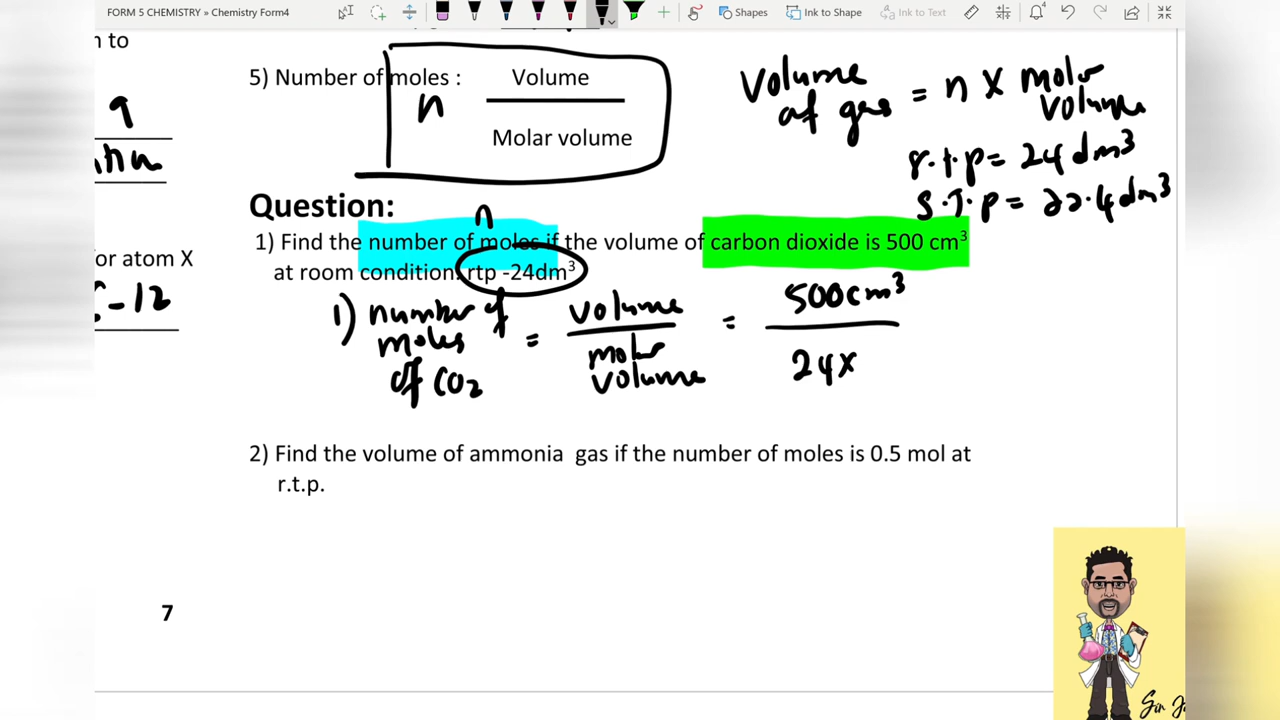 FORM 5 CHEMISTRY » Chemistry Form4
Shapes
Ink to Shape
Ink to Text
n to
9
or atom X
C-12
5) Number of moles :
n
Volume
Molar volume
Volume of gas = n X molar volume
r.t.p = 24 dm³
S.T.P = 22.4 dm³
Question:
n
1) Find the number of moles if the volume of carbon dioxide is 500 cm³
at room condition. rtp -24dm³
1) number of moles of CO₂ = volume / molar volume = 500cm³ / 24x
2) Find the volume of ammonia gas if the number of moles is 0.5 mol at
r.t.p.
7